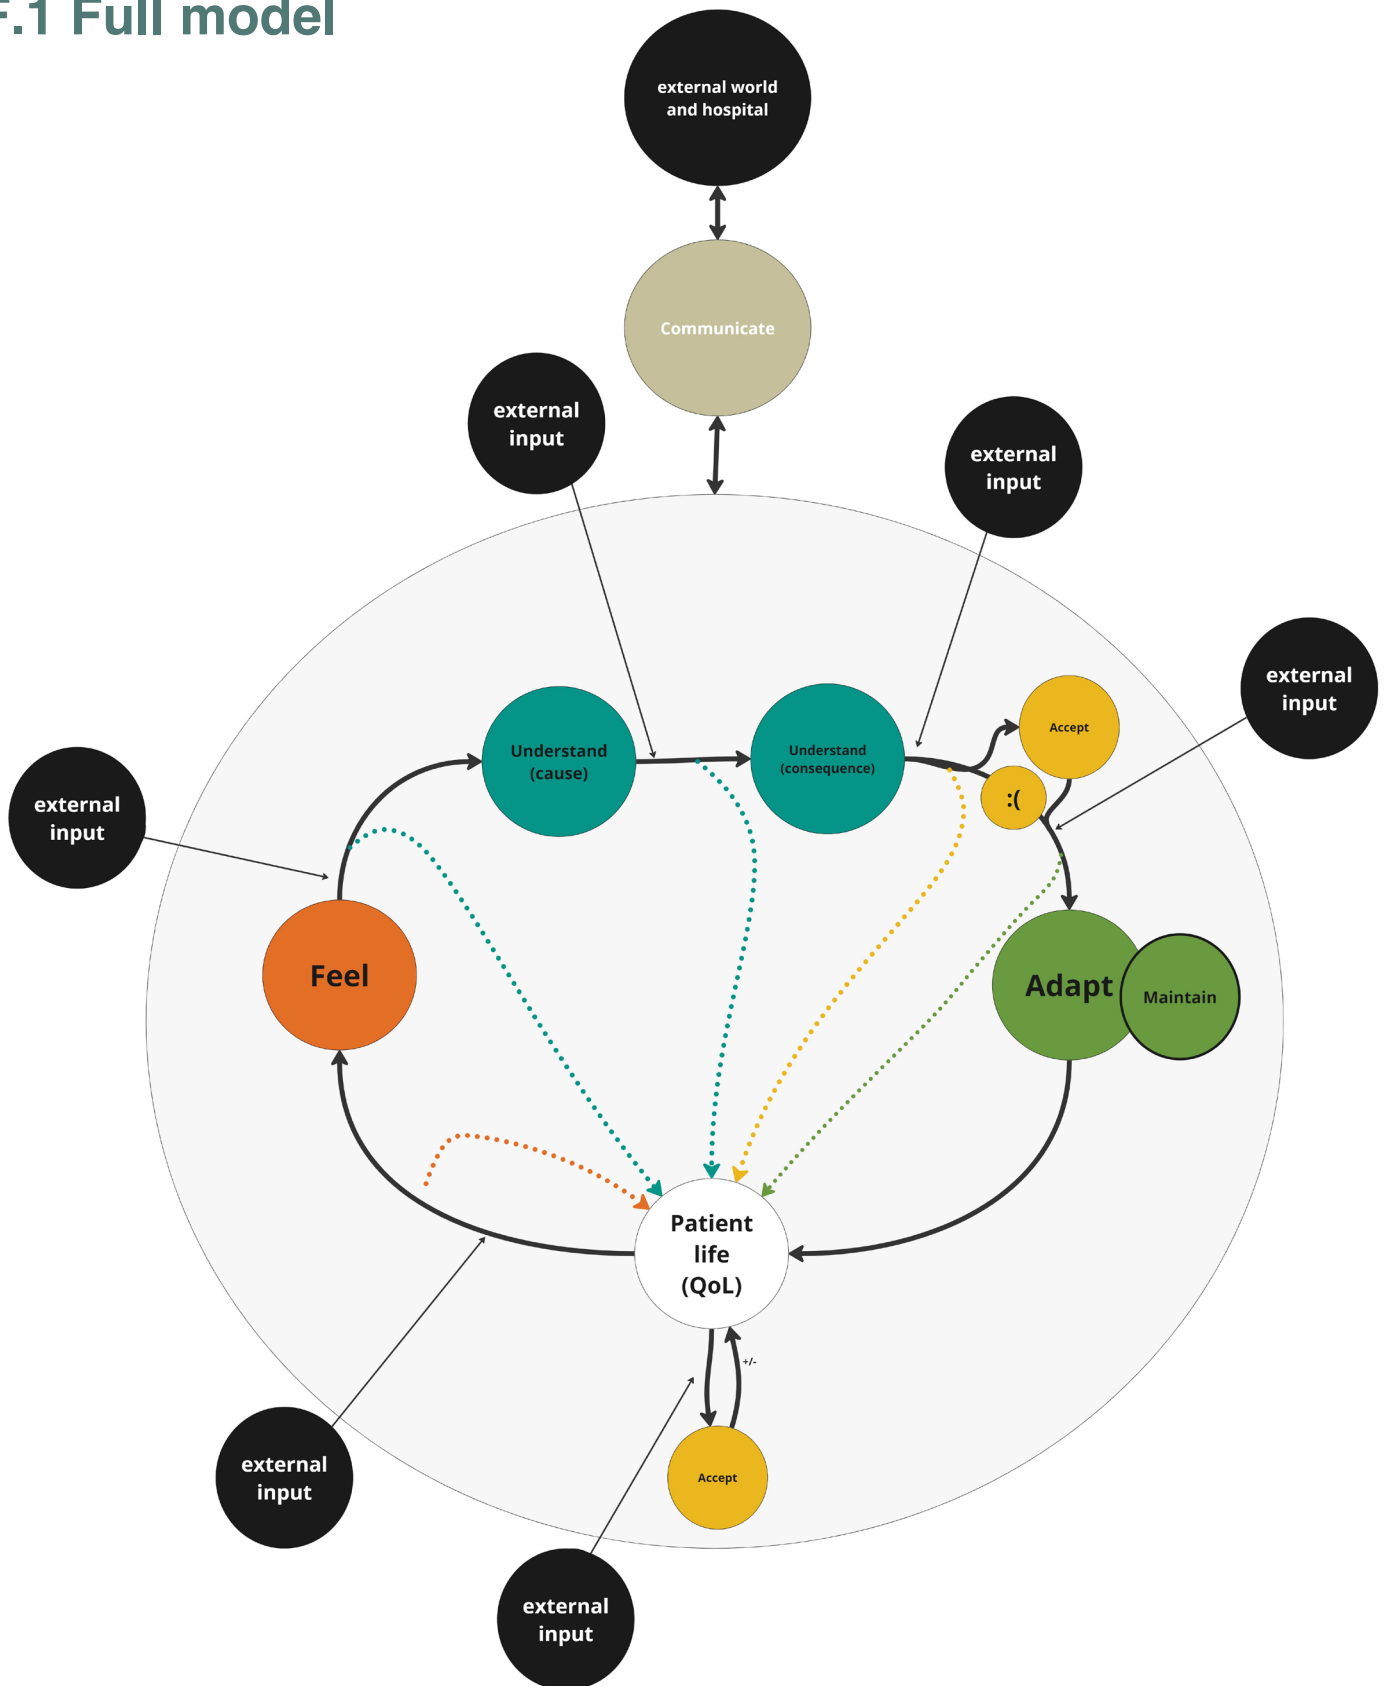 F.1 Full model
external world
and hospital
Communicate
external
input
external
input
external
input
Accept
Understand
(cause)
Understand
(consequence)
:(
external
input
Feel
Adapt
Maintain
Patient
life
(QoL)
+/-
external
input
Accept
external
input